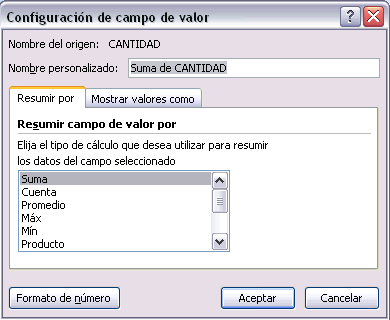 Configuración de campo de valor
Nombre del origen: CANTIDAD
Nombre personalizado: Suma de CANTIDAD
Resumir por Mostrar valores como
Resumir campo de valor por
Elija el tipo de cálculo que desea utilizar para resumir
los datos del campo seleccionado
Suma
Cuenta
Promedio
Máx
Mín
Producto
Formato de número Aceptar Cancelar